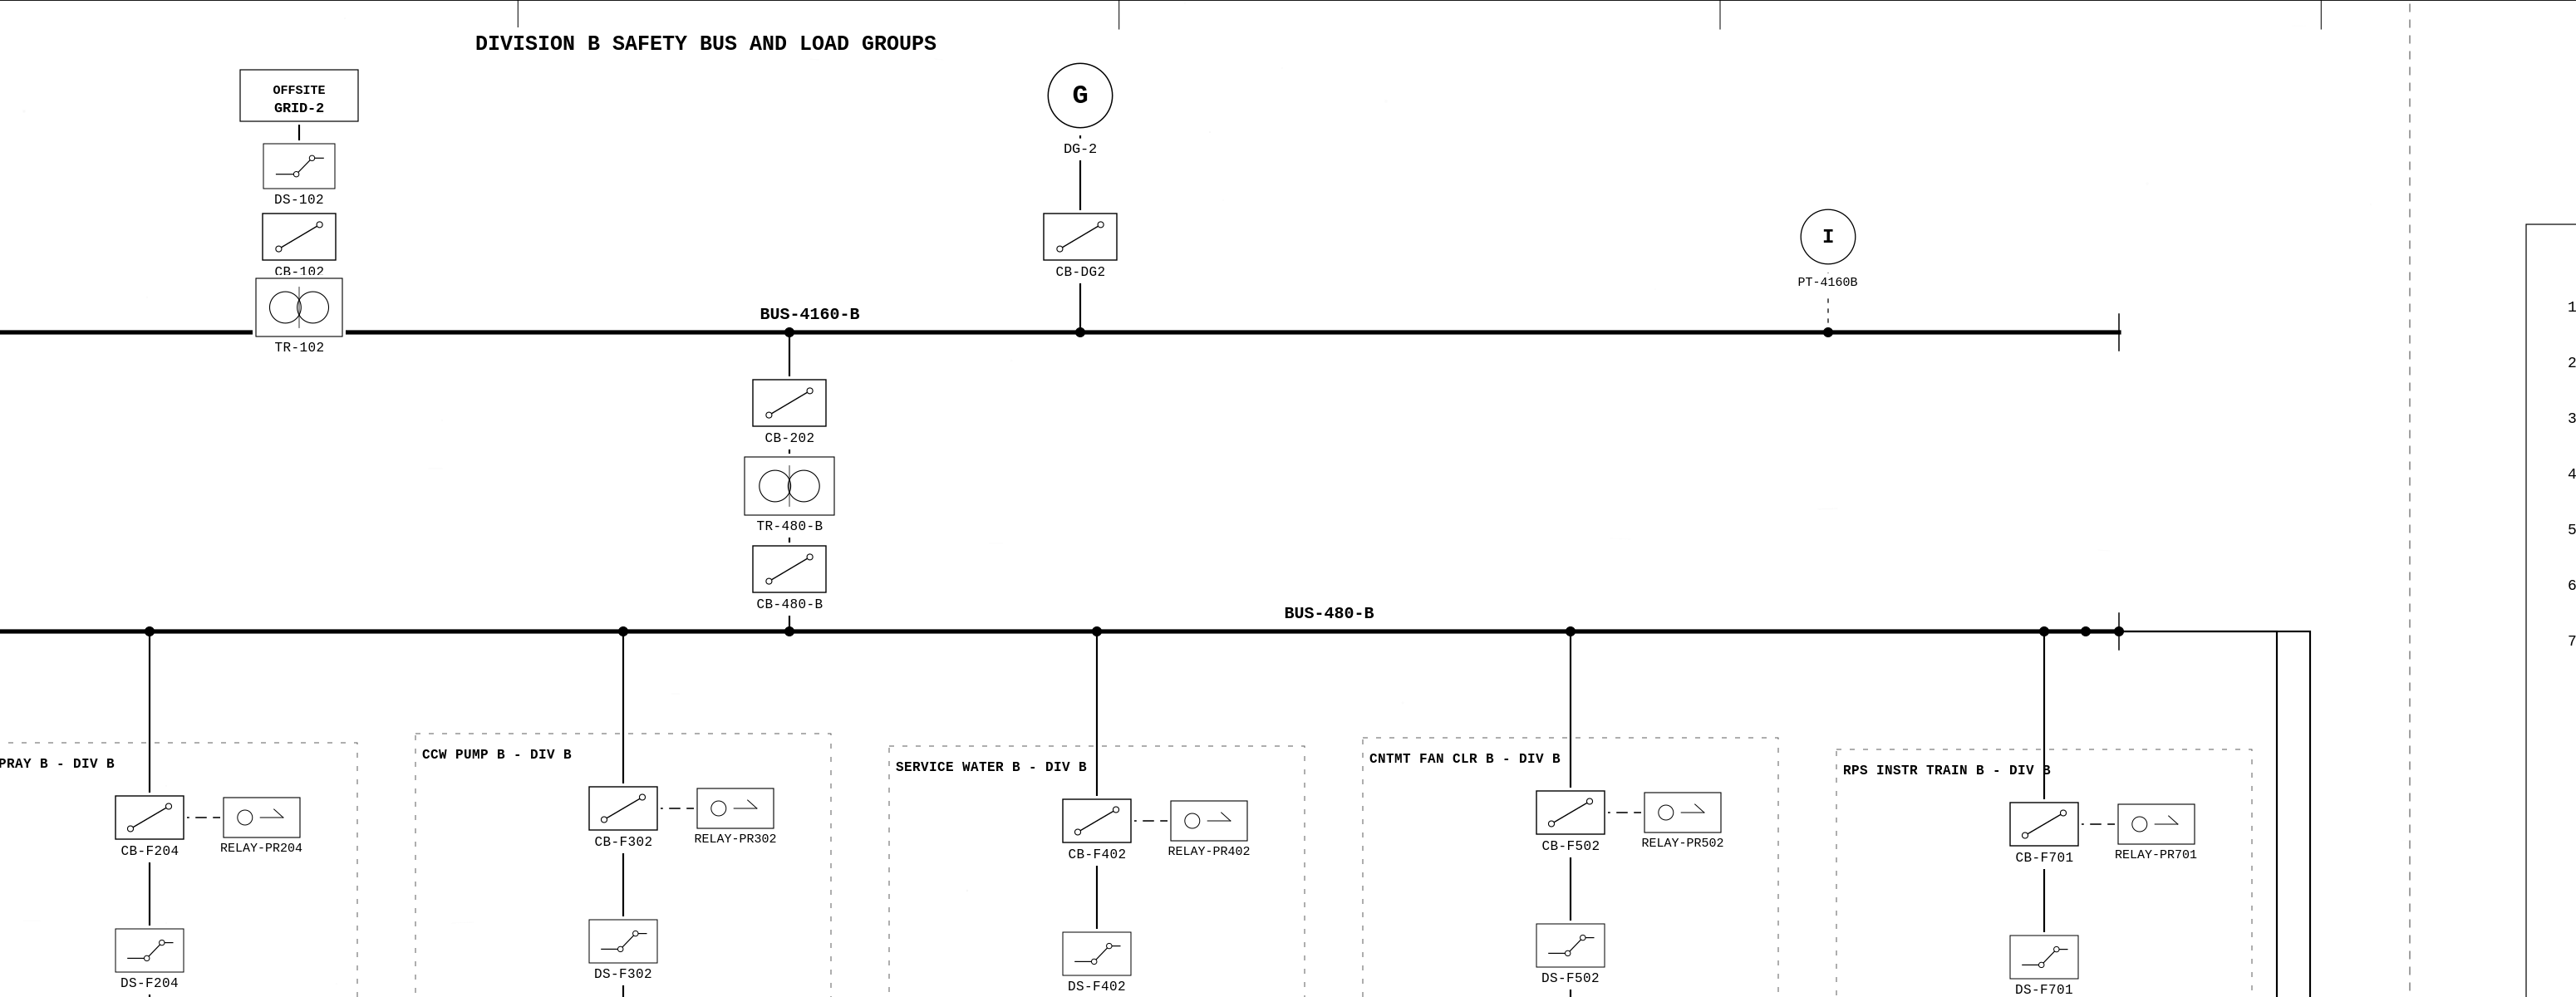 DIVISION B SAFETY BUS AND LOAD GROUPS
OFFSITE
GRID-2
G
DG-2
DS-102
CB-102
CB-DG2
I
PT-4160B
BUS-4160-B
TR-102
CB-202
TR-480-B
CB-480-B
BUS-480-B
1
2
3
4
5
6
7
PRAY B - DIV B
CCW PUMP B - DIV B
SERVICE WATER B - DIV B
CNTMT FAN CLR B - DIV B
RPS INSTR TRAIN B - DIV B
CB-F204
RELAY-PR204
CB-F302
RELAY-PR302
CB-F402
RELAY-PR402
CB-F502
RELAY-PR502
CB-F701
RELAY-PR701
DS-F204
DS-F302
DS-F402
DS-F502
DS-F701